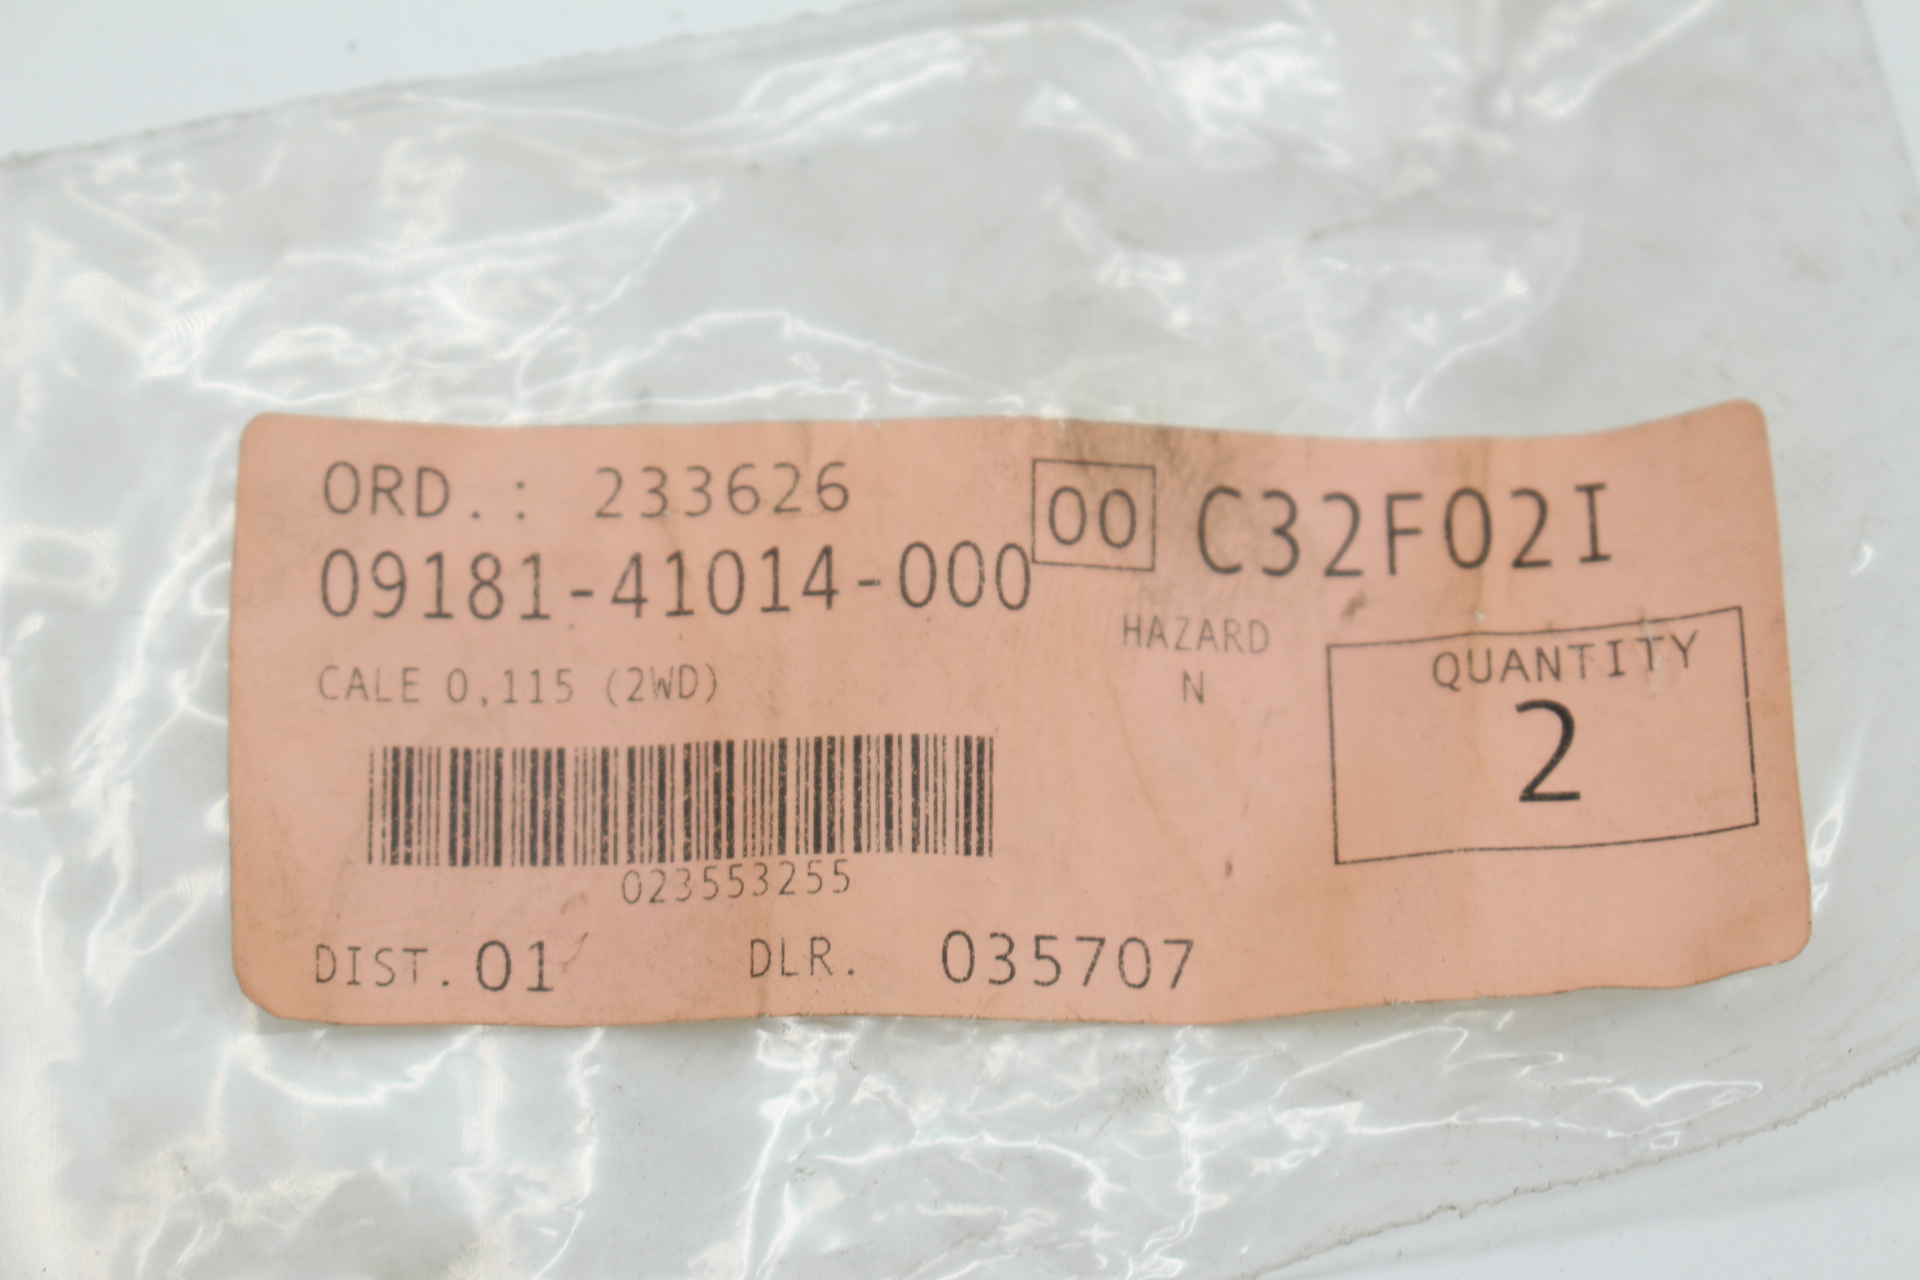 ORD.: 233626
00 C32F02I
09181-41014-000
HAZARD
N
CALE 0,115 (2WD)
QUANTITY
2
023553255
DIST. 01 DLR. 035707